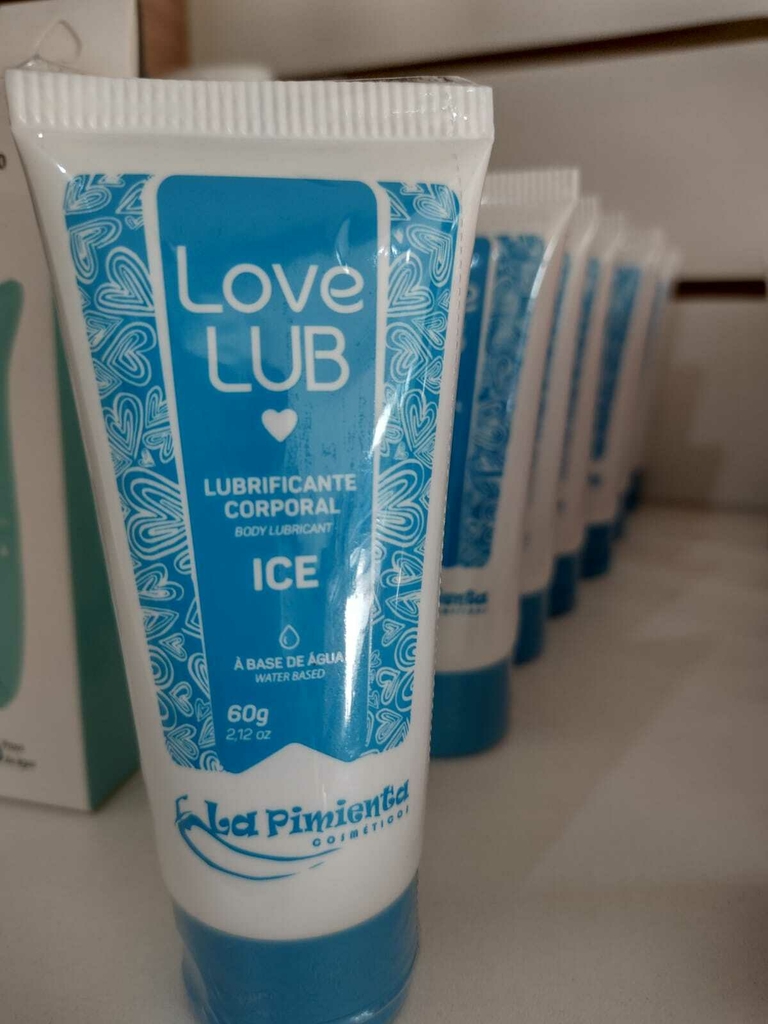 Love
LUB
LUBRIFICANTE
CORPORAL
BODY LUBRICANT
ICE
À BASE DE ÁGUA
WATER BASED
60g
2,12 oz
La Pimienta
COSMÉTICOS